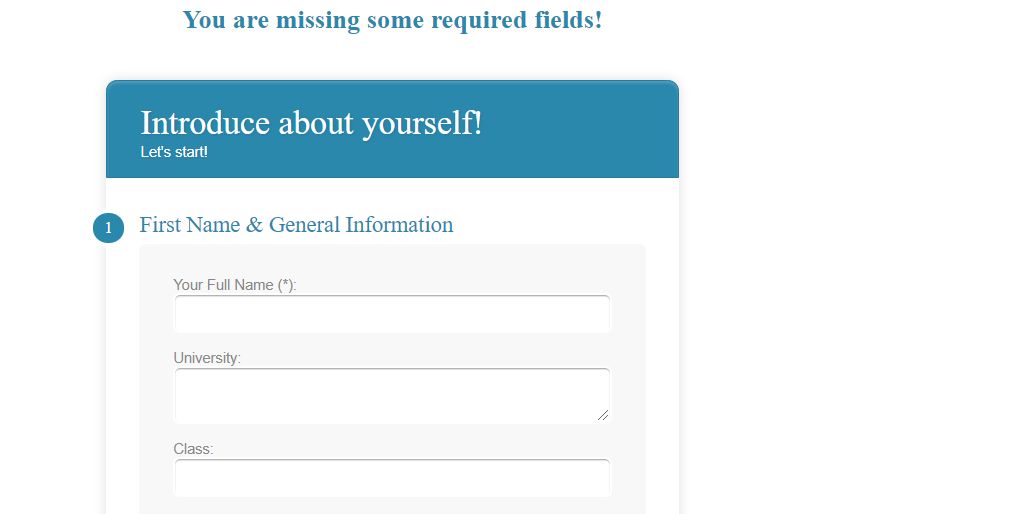 You are missing some required fields!
Introduce about yourself!
Let's start!
1 First Name & General Information
Your Full Name (*):
University:
Class: